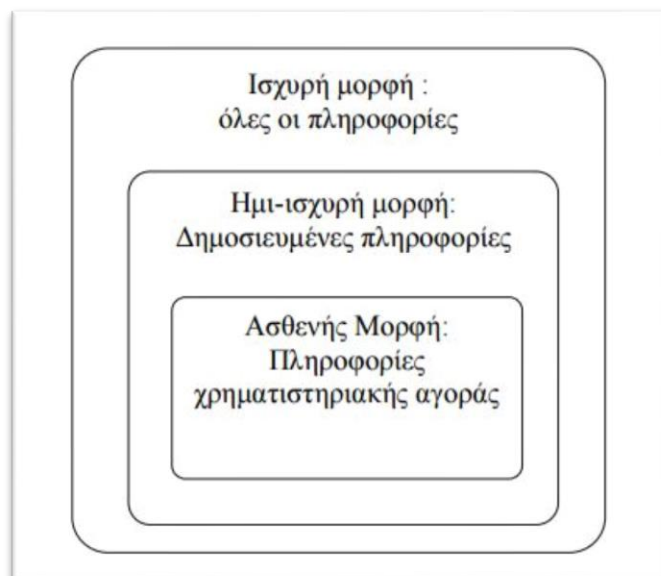 Ισχυρή μορφή :
όλες οι πληροφορίες
Ημι-ισχυρή μορφή:
Δημοσιευμένες πληροφορίες
Ασθενής Μορφή:
Πληροφορίες
χρηματιστηριακής αγοράς